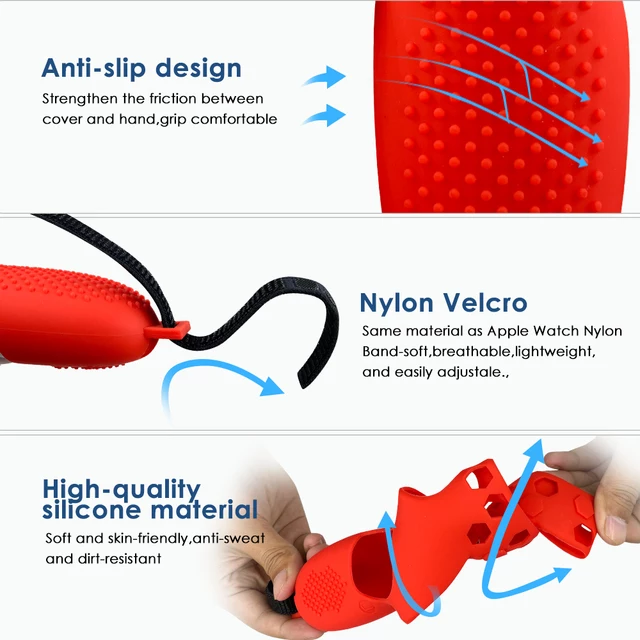 Anti-slip design
Strengthen the friction between
cover and hand,grip comfortable
Nylon Velcro
Same material as Apple Watch Nylon
Band-soft,breathable,lightweight,
and easily adjustale.,
High-quality
silicone material
Soft and skin-friendly,anti-sweat
and dirt-resistant